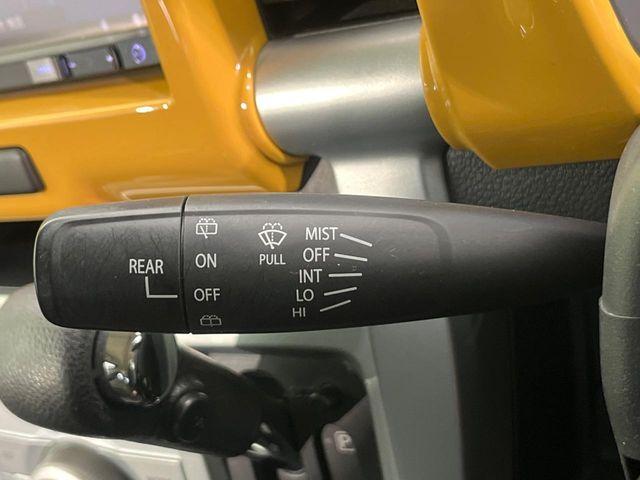 REAR
ON
OFF
PULL
MIST
OFF
INT
LO
HI
P